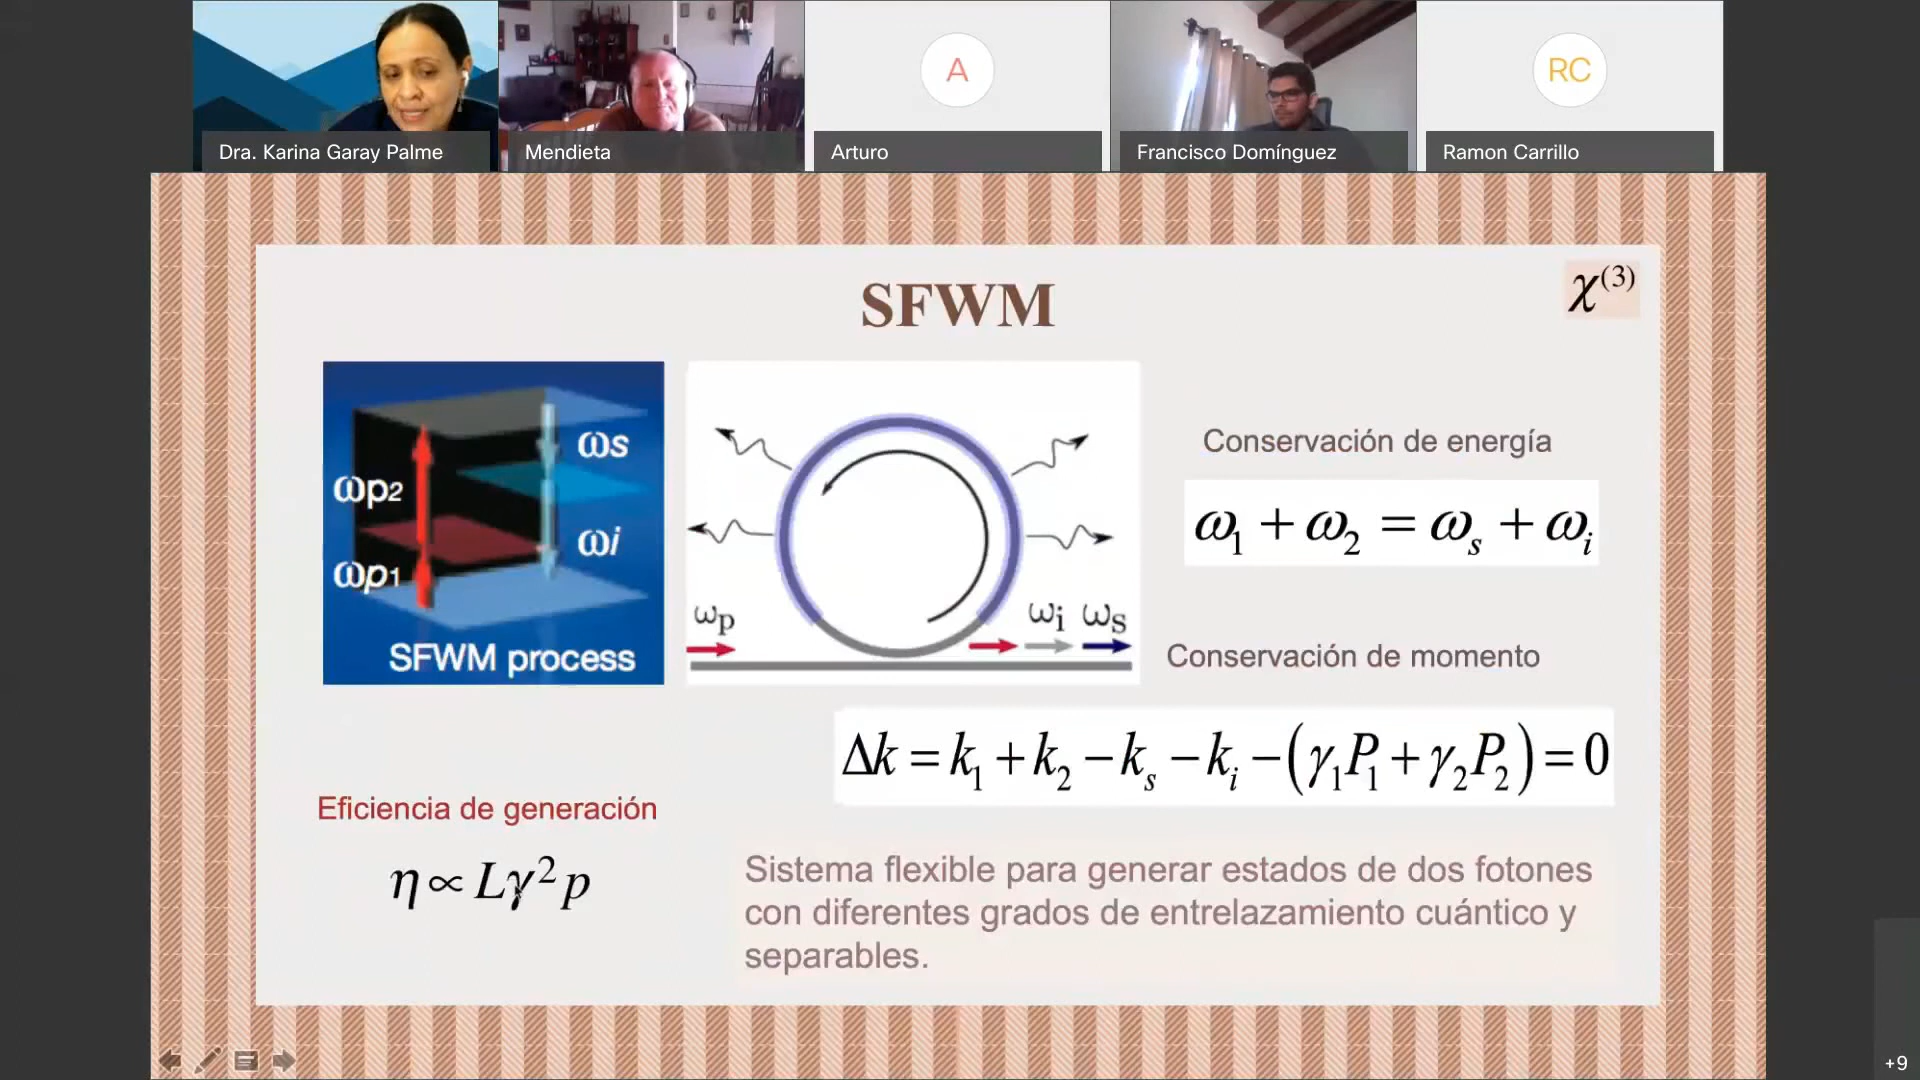 A
RC
Dra. Karina Garay Palme
Mendieta
Arturo
Francisco Domínguez
Ramon Carrillo
SFWM
χ⁽³⁾
ωs
ωp₂
ωi
ωp₁
SFWM process
ωp
ωi ωs
Conservación de energía
ω₁ + ω₂ = ωₛ + ωᵢ
Conservación de momento
Δk = k₁ + k₂ − kₛ − kᵢ − (γ₁P₁ + γ₂P₂) = 0
Eficiencia de generación
η ∝ Lγ²p
Sistema flexible para generar estados de dos fotones
con diferentes grados de entrelazamiento cuántico y
separables.
+9